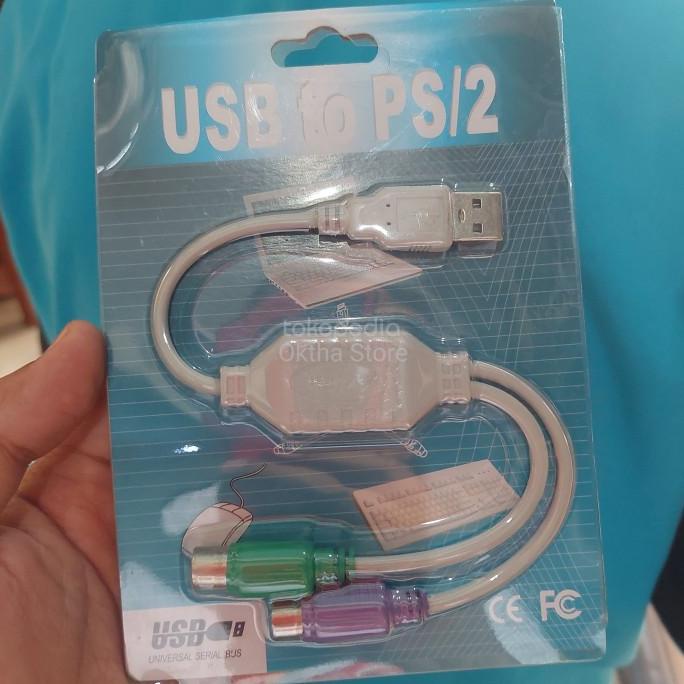 USB to PS/2
tokopedia
Oktha Store
USB
UNIVERSAL SERIAL BUS
CE FC